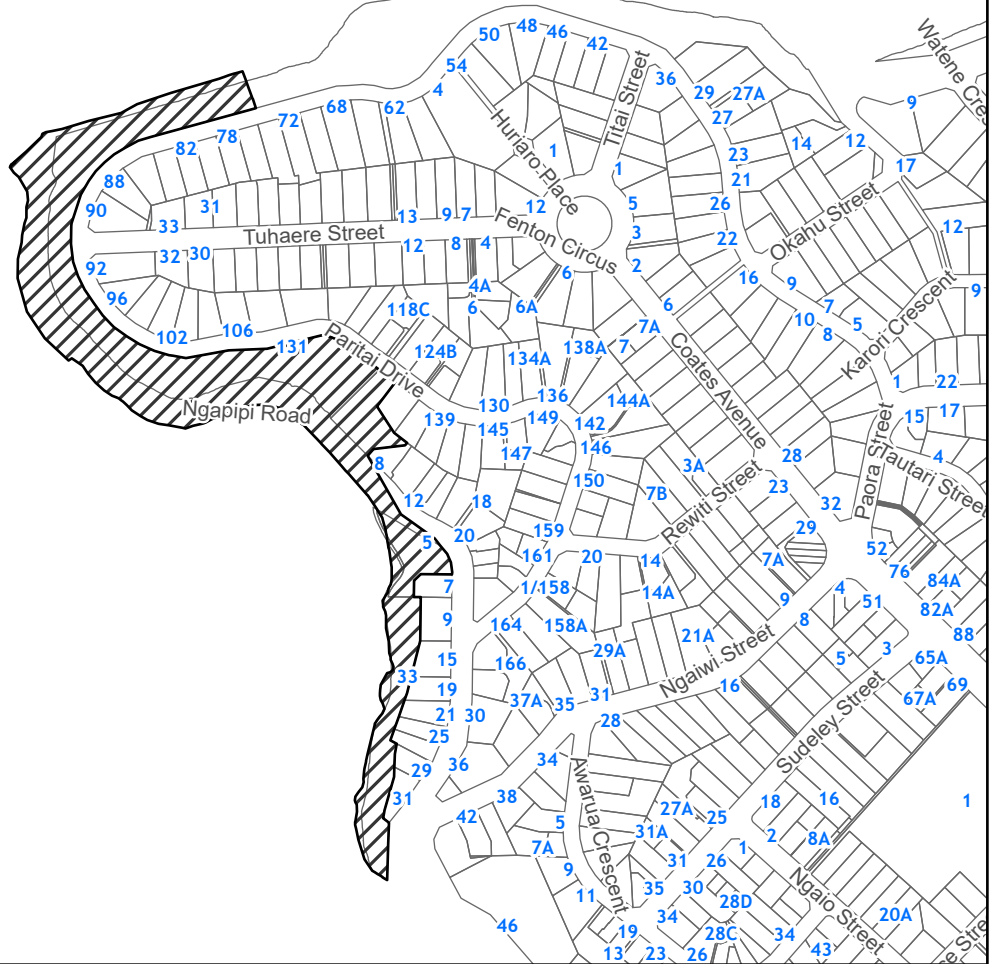 50
48
46
42
54
4
36
29
27A
27
Titai Street
Watene Cres
9
68
62
72
78
82
Huriaro Place
1
14
12
23
17
88
21
1
31
90
33
13
9
7
12
5
26
Okahu Street
12
Tuhaere Street
Fenton Circus
3
22
32
30
12
8
4
92
2
16
9
9
96
4A
6
6
6A
118C
6
7
10
5
8
Karori Crescent
102
106
131
Paritai Drive
124B
134A
138A
7
7A
Coates Avenue
1
22
Ngapipi Road
130
136
144A
139
149
142
145
147
146
15
17
Paora Street
Tautari Street
4
8
28
3A
150
7B
23
12
18
Rewiti Street
32
29
20
159
5
161
20
14
7A
52
76
7
1/158
14A
4
84A
9
51
82A
9
164
158A
8
88
21A
15
166
29A
Ngaiwi Street
3
5
65A
33
19
37A
35
31
16
69
67A
21
30
28
Sudeley Street
25
36
34
29
31
38
Awarua Crescent
27A
18
16
1
42
5
25
31A
2
8A
7A
1
31
26
9
30
Ngaio Street
11
35
28D
34
20A
46
19
28C
34
13
23
26
43
ce Stre